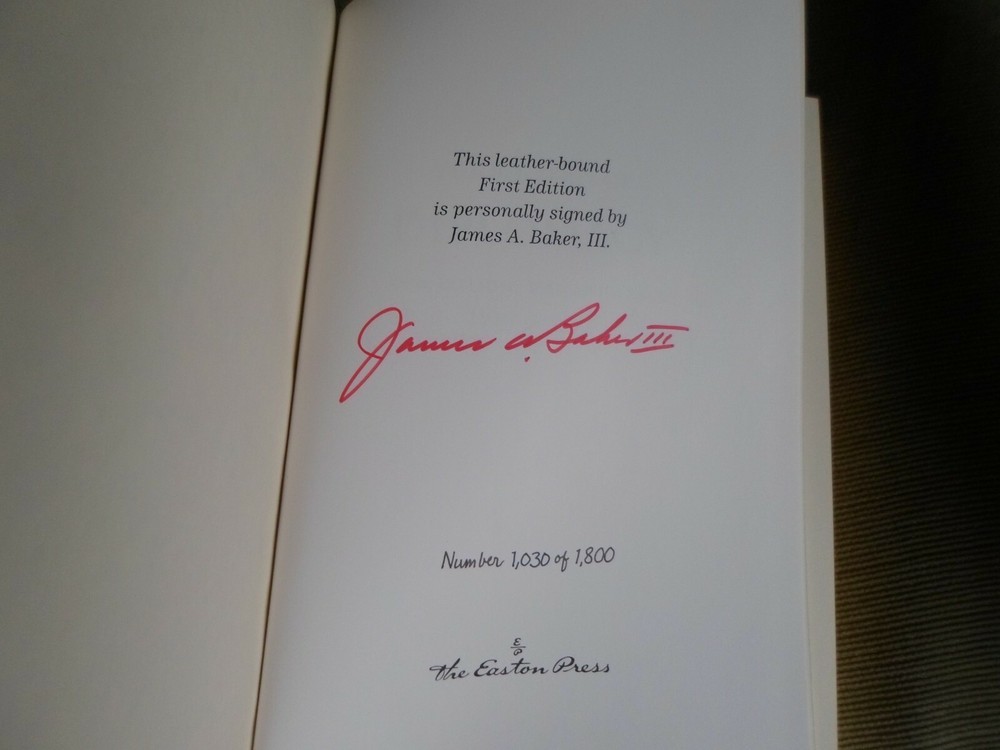 This leather-bound
First Edition
is personally signed by
James A. Baker, III.
James A. Baker III
Number 1,030 of 1,800
E
P
the Easton Press